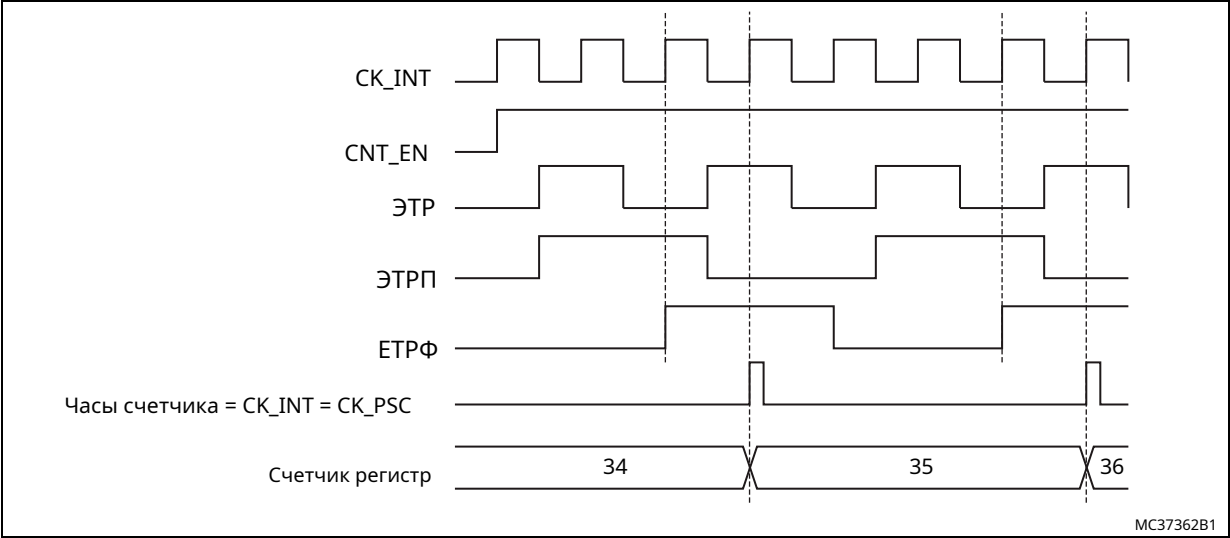 CK_INT
CNT_EN
ЭТР
ЭТРП
ЕТРФ
Часы счетчика = CK_INT = CK_PSC
Счетчик регистр
34
35
36
MC37362B1